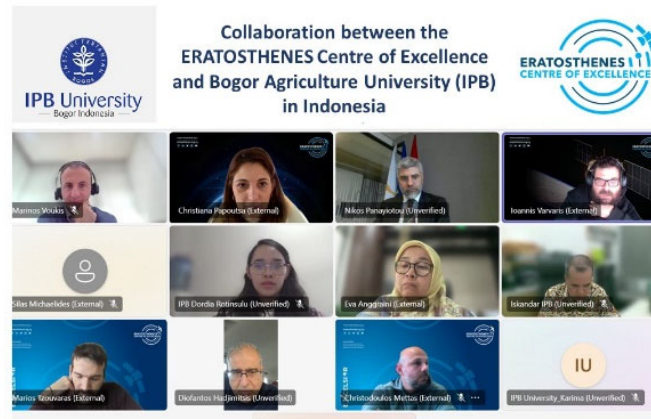 IPB University
Bogor Indonesia
Collaboration between the
ERATOSTHENES Centre of Excellence
and Bogor Agriculture University (IPB)
in Indonesia
ERATOSTHENES
CENTRE OF EXCELLENCE
Marinos Voukis
Christiana Papoutsa (External)
Nikos Panayiotou (Unverified)
Ioannis Varvaris (External)
Silas Michaelides (External)
IPB Dordia Rotinsulu (Unverified)
Eva Anggraini (External)
Iskandar IPB (Unverified)
Marios Tzouvaras (External)
Diofantos Hadjimitsis (Unverified)
Christodoulos Mettas (External)
IU
IPB University_Karima (Unverified)